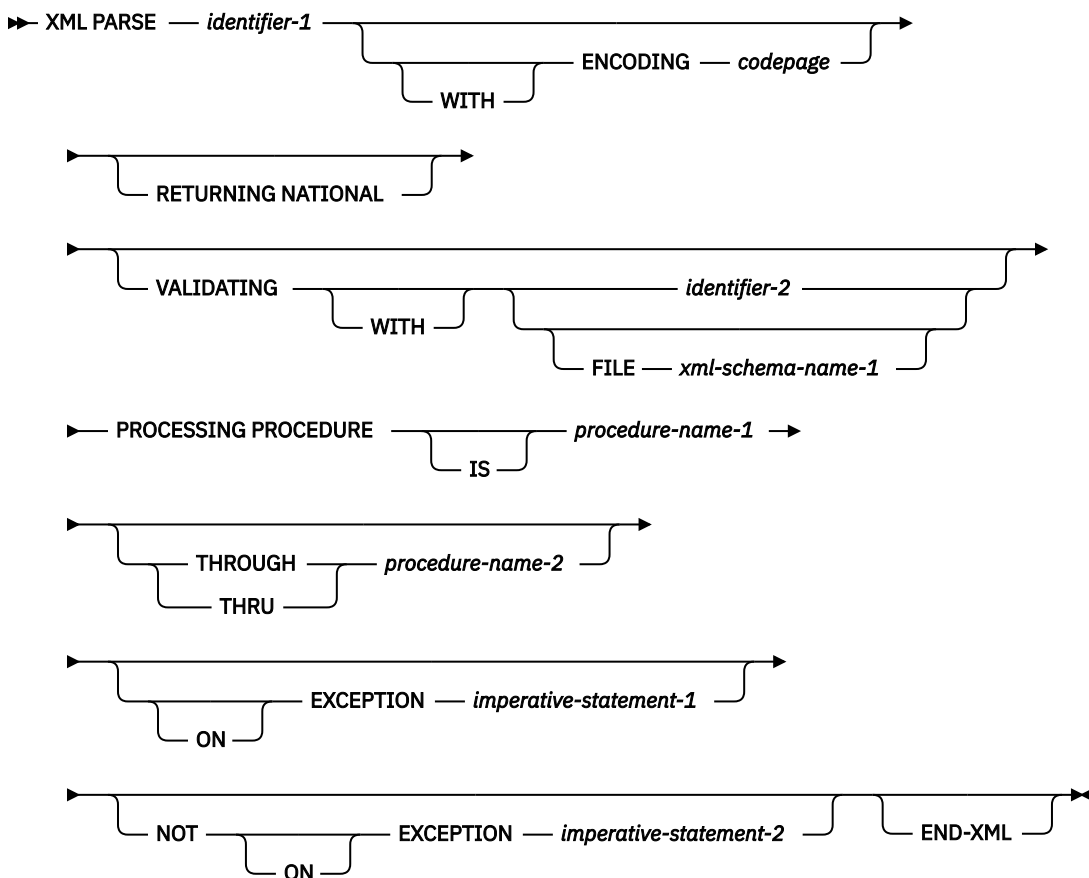 XML PARSE identifier-1
ENCODING codepage
WITH
RETURNING NATIONAL
VALIDATING identifier-2
WITH
FILE xml-schema-name-1
PROCESSING PROCEDURE procedure-name-1
IS
THROUGH procedure-name-2
THRU
EXCEPTION imperative-statement-1
ON
NOT EXCEPTION imperative-statement-2 END-XML
ON